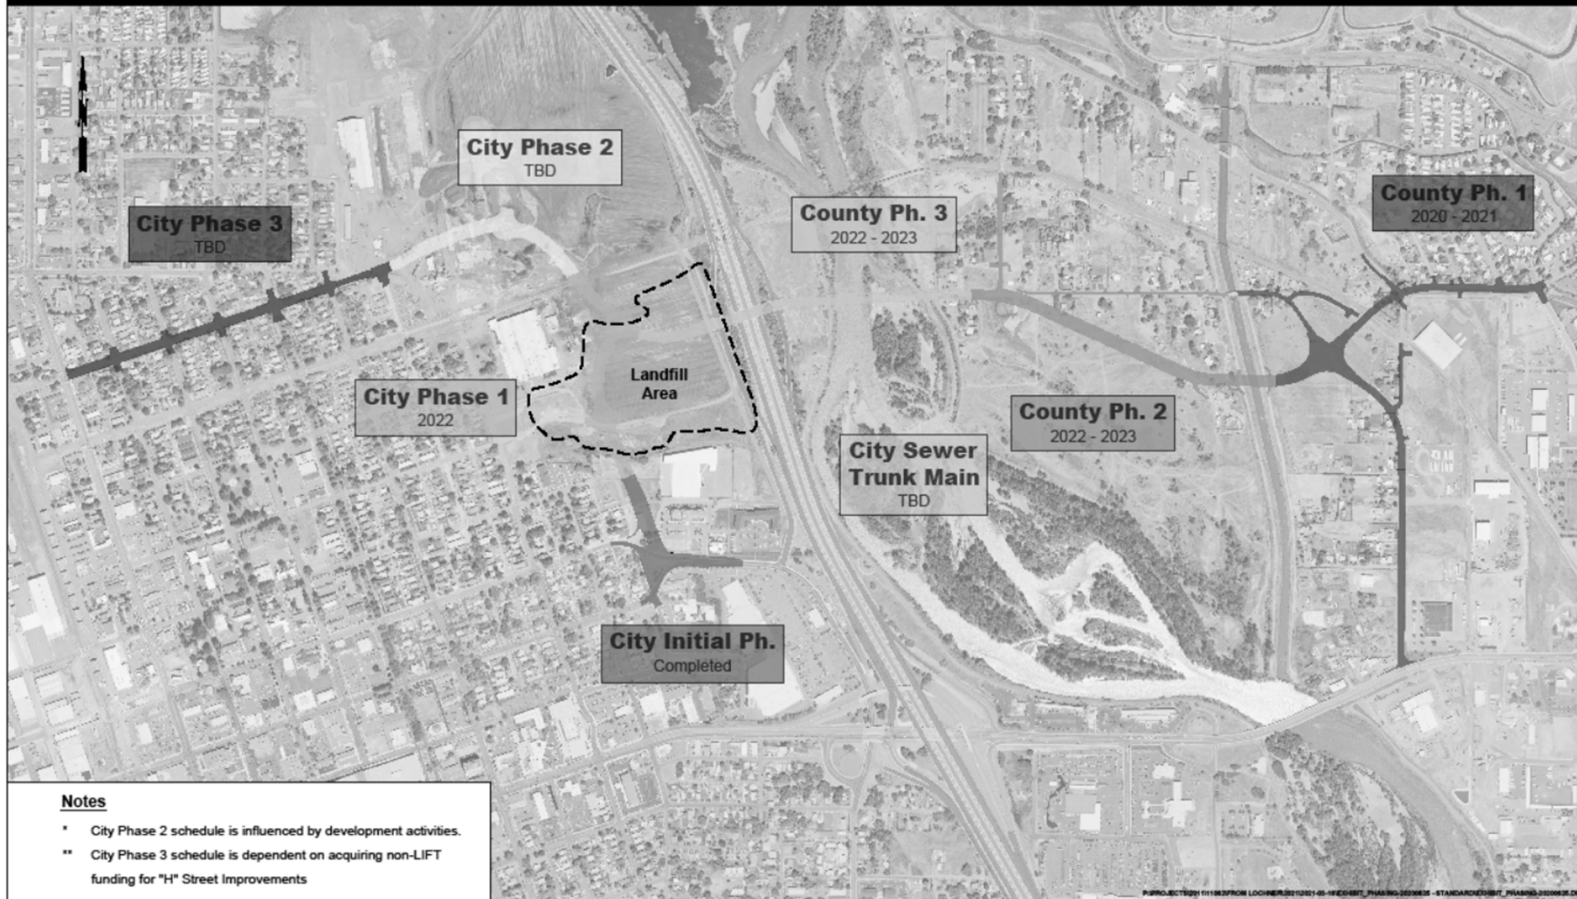 City Phase 2
TBD
City Phase 3
TBD
County Ph. 3
2022 - 2023
County Ph. 1
2020 - 2021
Landfill
Area
City Phase 1
2022
County Ph. 2
2022 - 2023
City Sewer
Trunk Main
TBD
City Initial Ph.
Completed
Notes
* City Phase 2 schedule is influenced by development activities.
** City Phase 3 schedule is dependent on acquiring non-LIFT
funding for "H" Street Improvements